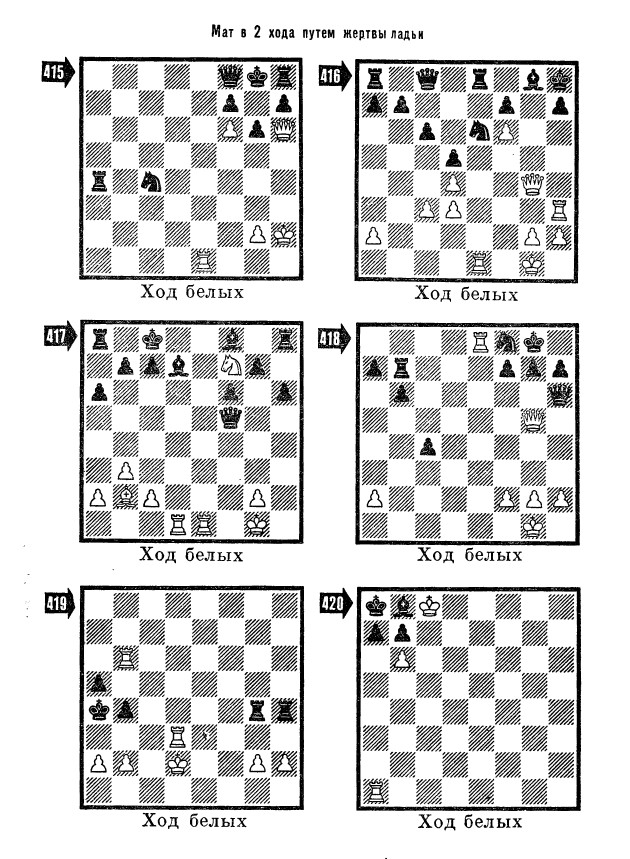 Мат в 2 хода путем жертвы ладьи
415
416
Ход белых
Ход белых
417
418
Ход белых
Ход белых
419
420
Ход белых
Ход белых